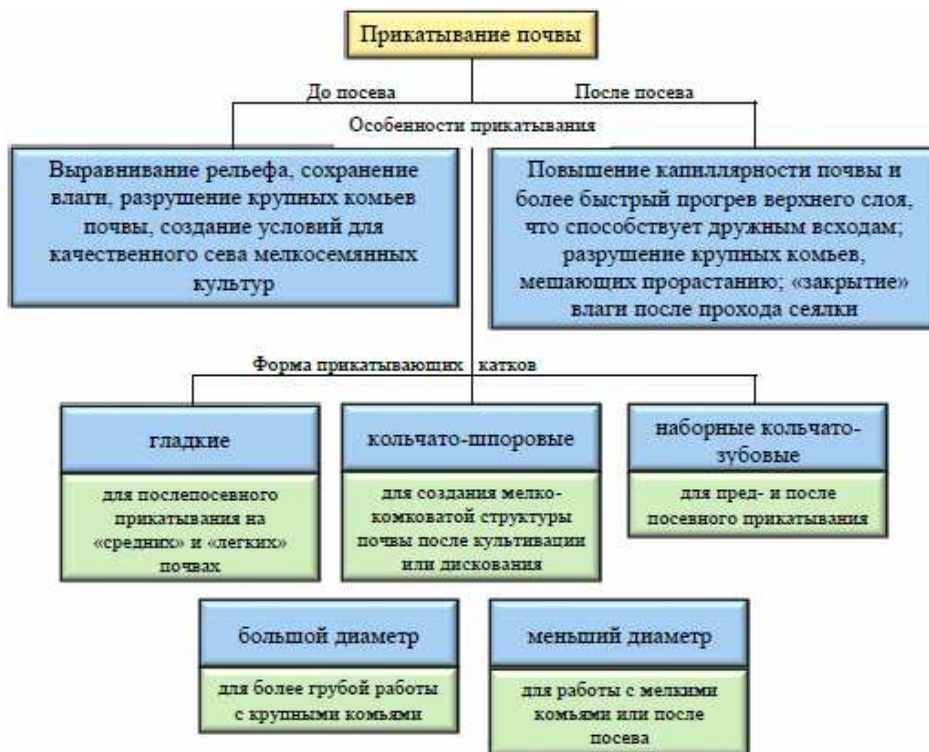 Прикатывание почвы
До посева
После посева
Особенности прикатывания
Выравнивание рельефа, сохранение
влаги, разрушение крупных комьев
почвы, создание условий для
качественного сева мелкосемянных
культур
Повышение капиллярности почвы и
более быстрый прогрев верхнего слоя,
что способствует дружным всходам;
разрушение крупных комьев,
мешающих прорастанию; «закрытие»
влаги после прохода сеялки
Форма прикатывающих катков
гладкие
для послепосевного
прикатывания на
«средних» и «легких»
почвах
кольчато-шпоровые
для создания мелко-
комковатой структуры
почвы после культивации
или дискования
наборные кольчато-
зубовые
для пред- и после
посевного прикатывания
большой диаметр
для более грубой работы
с крупными комьями
меньший диаметр
для работы с мелкими
комьями или после
посева